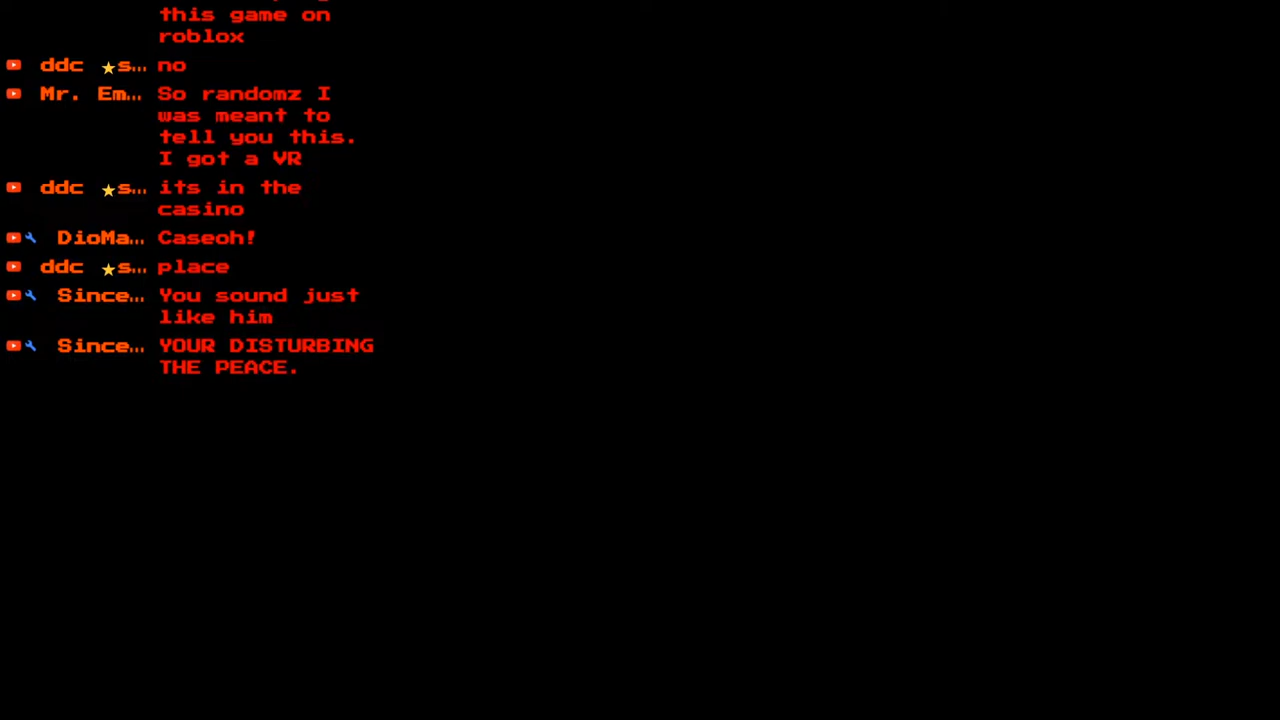 this game on
roblox
ddc ⭐s… no
Mr. Em… So randomz I
was meant to
tell you this.
I got a VR
ddc ⭐s… its in the
casino
DioMa… Caseoh!
ddc ⭐s… place
Since… You sound just
like him
Since… YOUR DISTURBING
THE PEACE.